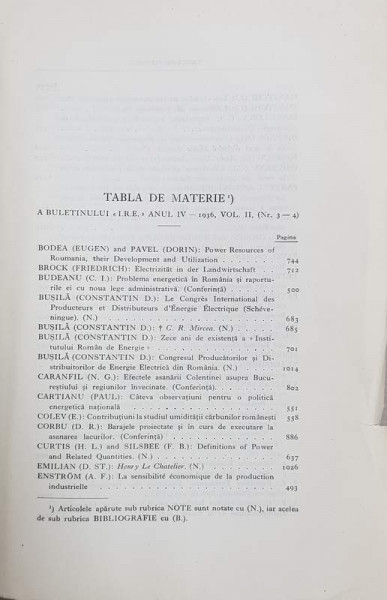 TABLA DE MATERIE ¹)
A BULETINULUI « I.R.E. » ANUL IV — 1936, VOL. II, (Nr. 3 — 4)
Pagina
BODEA (EUGEN) and PAVEL (DORIN): Power Resources of
Roumania, their Development and Utilization . . . . . . . 744
BROCK (FRIEDRICH): Electrizität in der Landwirtschaft . . 712
BUDEANU (C. I.): Problema energetică în România și raportu-
rile ei cu noua lege administrativă. (Conferință) . . . . . . 500
BUȘILĂ (CONSTANTIN D.): Le Congrès International des
Producteurs et Distributeurs d'Énergie Électrique (Schéve-
ningue). (N.) . . . . . . . . . . . . . . . . . . . 683
BUȘILĂ (CONSTANTIN D.): † C. R. Mircea. (N.) . . . . . 685
BUȘILĂ (CONSTANTIN D.): Zece ani de existență a « Insti-
tutului Român de Energie » . . . . . . . . . . . . . . 701
BUȘILĂ (CONSTANTIN D.): Congresul Producătorilor și Di-
stribuitorilor de Energie Electrică din România. (N.) . . . . 1014
CARANFIL (N. G.): Efectele asanării Colentinei asupra Bucu-
reștiului și regiunilor învecinate. (Conferință). . . . . . . . 802
CARTIANU (PAUL): Câteva observațiuni pentru o politică
energetică națională . . . . . . . . . . . . . . . . 551
COLEV (E.): Contribuțiuni la studiul umidității cărbunilor românești 558
CORBU (D. R.): Barajele proiectate și în curs de executare la
asanarea lacurilor. (Conferință) . . . . . . . . . . . . 886
CURTIS (H. L.) and SILSBEE (F. B.): Definitions of Power
and Related Quantities. (N.) . . . . . . . . . . . . . 637
EMILIAN (D. ST.): Henry Le Chatelier. (N.) . . . . . . . 1026
ENSTRÖM (A. F.): La sensibilité économique de la production
industrielle . . . . . . . . . . . . . . . . . . . . 493
¹) Articolele apărute sub rubrica NOTE sunt notate cu (N.), iar acelea
de sub rubrica BIBLIOGRAFIE cu (B.).